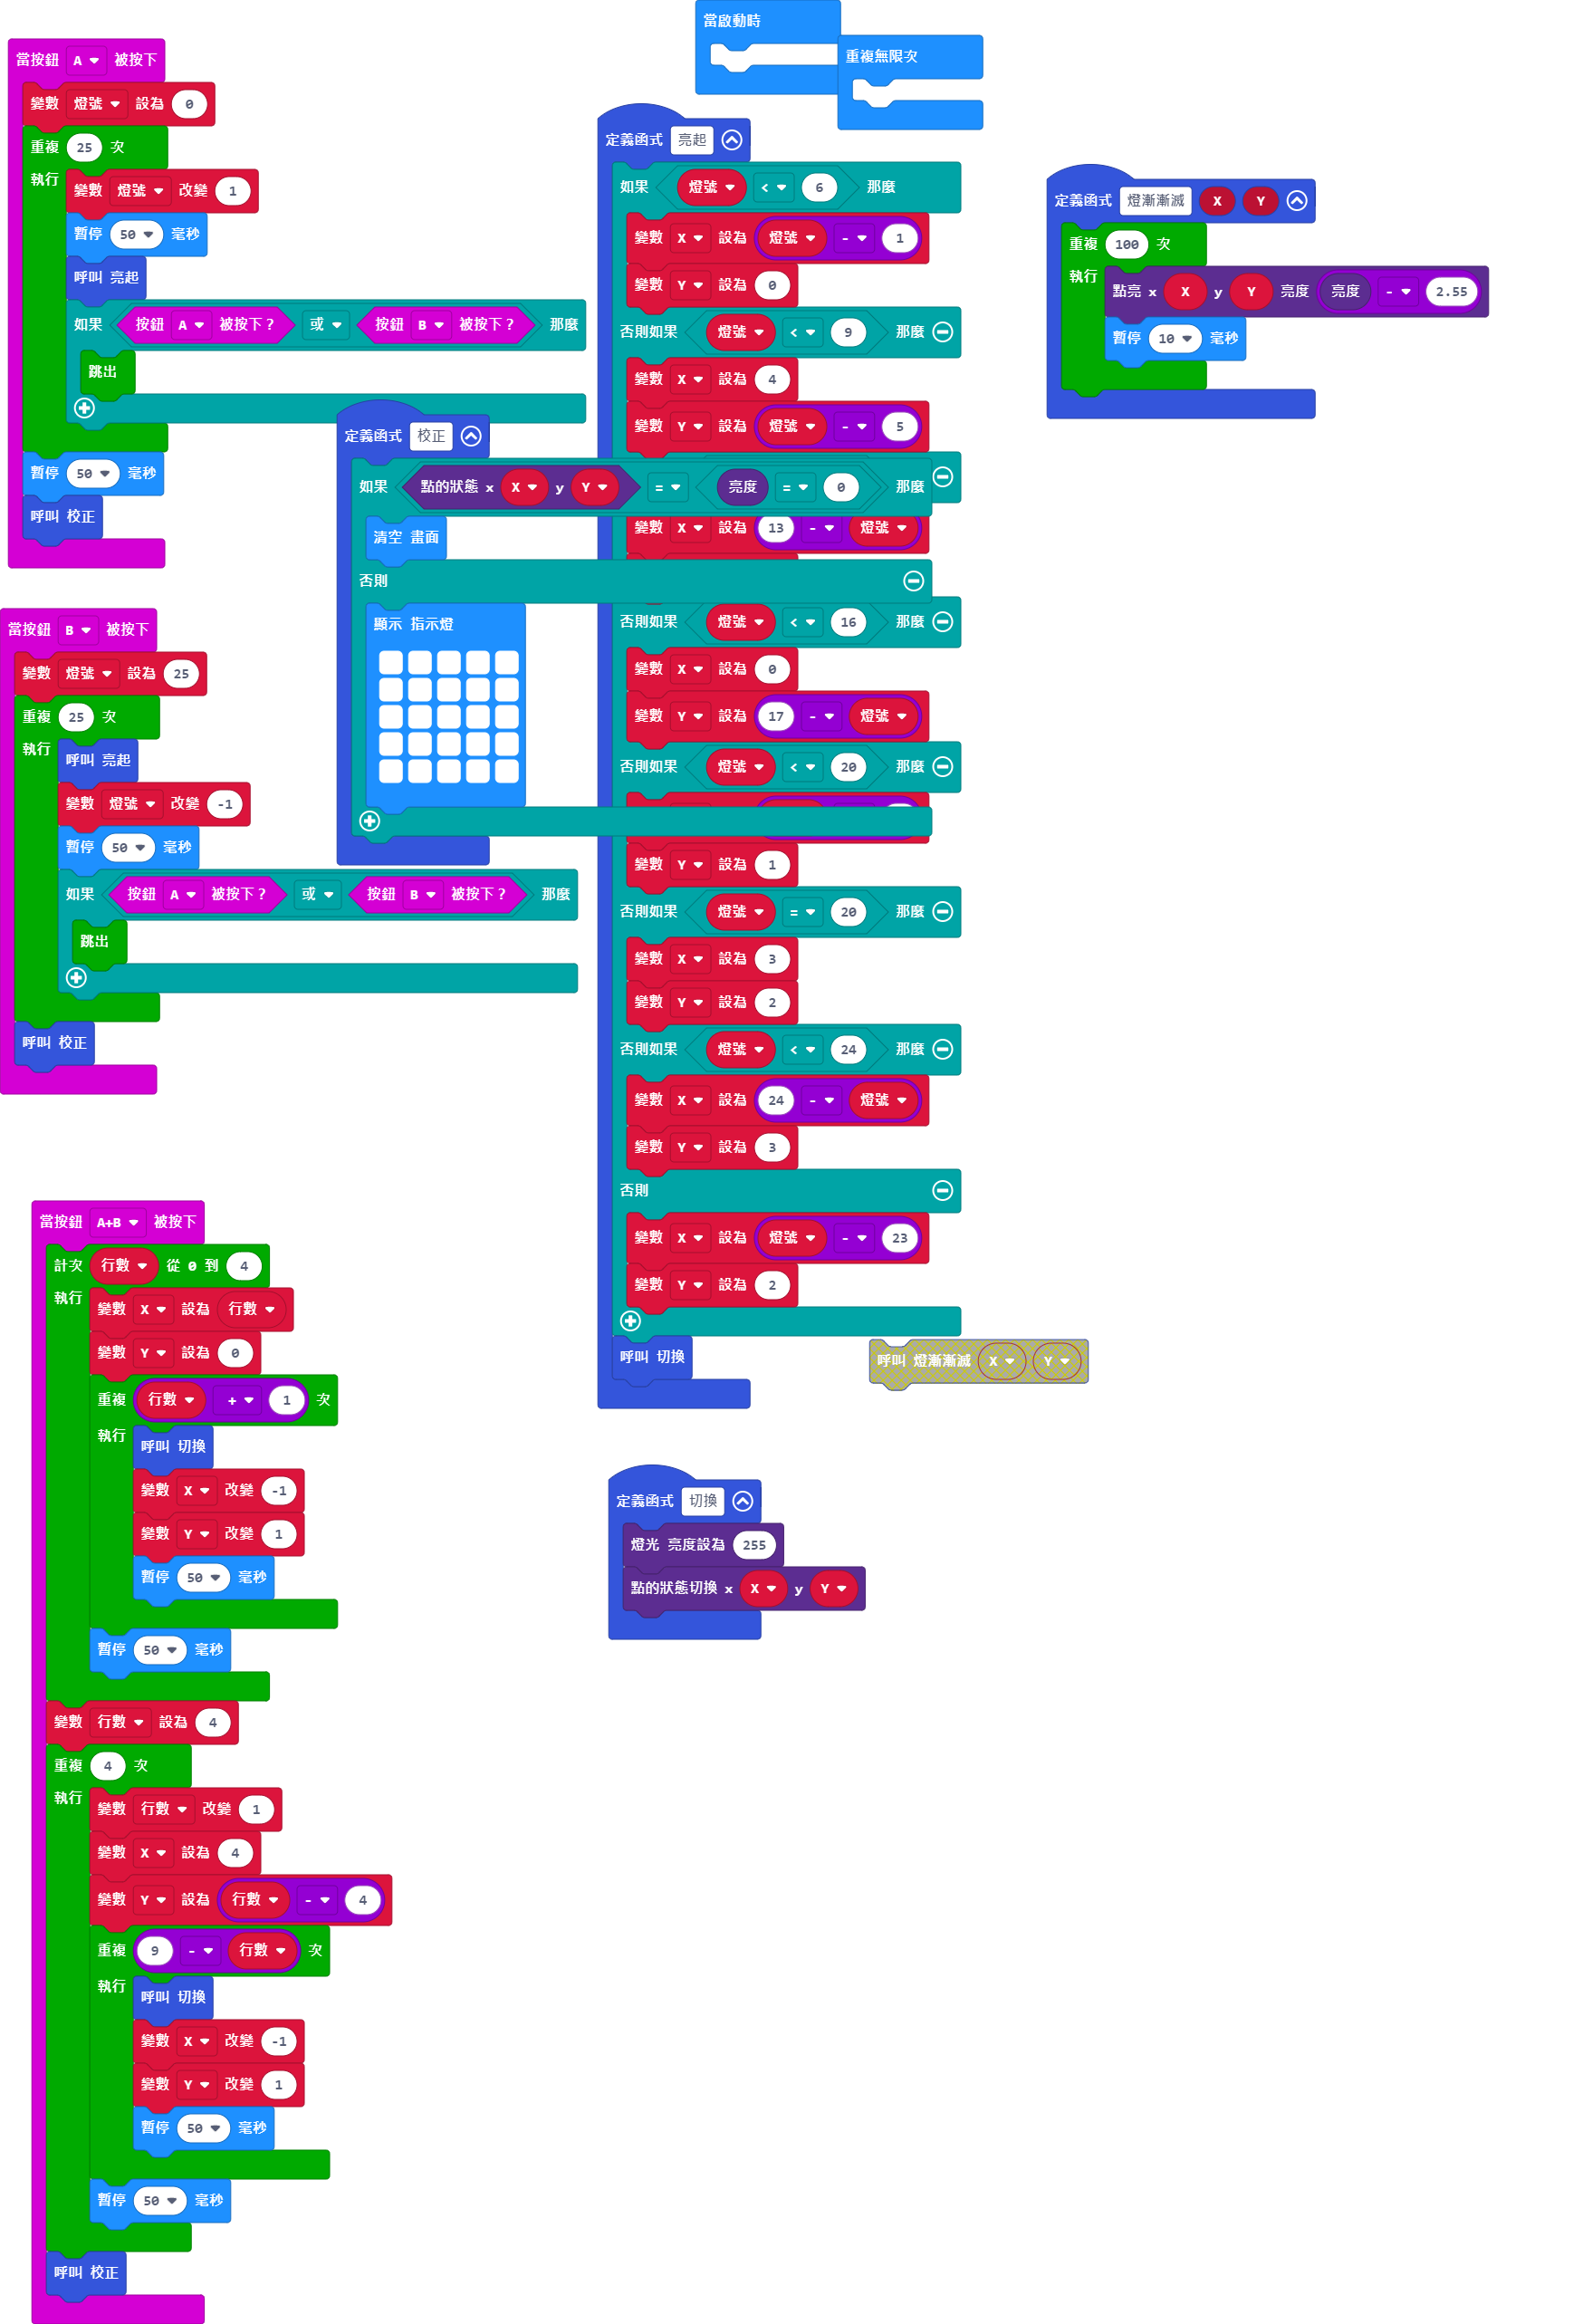 當按鈕 A 被按下
變數 燈號 設為 0
重複 25 次
執行
變數 燈號 改變 1
暫停 50 毫秒
呼叫 亮起
如果 按鈕 A 被按下？ 或 按鈕 B 被按下？ 那麼
跳出
暫停 50 毫秒
呼叫 校正
當按鈕 B 被按下
變數 燈號 設為 25
重複 25 次
執行
呼叫 亮起
變數 燈號 改變 -1
暫停 50 毫秒
如果 按鈕 A 被按下？ 或 按鈕 B 被按下？ 那麼
跳出
呼叫 校正
當按鈕 A+B 被按下
計次 行數 從 0 到 4
執行
變數 X 設為 行數
變數 Y 設為 0
重複 行數 + 1 次
執行
呼叫 切換
變數 X 改變 -1
變數 Y 改變 1
暫停 50 毫秒
暫停 50 毫秒
變數 行數 設為 4
重複 4 次
執行
變數 行數 改變 1
變數 X 設為 4
變數 Y 設為 行數 - 4
重複 9 - 行數 次
執行
呼叫 切換
變數 X 改變 -1
變數 Y 改變 1
暫停 50 毫秒
暫停 50 毫秒
呼叫 校正
定義函式 校正
如果 點的狀態 x X y Y = 亮度 = 0 那麼
清空 畫面
否則
顯示 指示燈
當啟動時
重複無限次
定義函式 亮起
如果 燈號 < 6 那麼
變數 X 設為 燈號 - 1
變數 Y 設為 0
否則如果 燈號 < 9 那麼
變數 X 設為 4
變數 Y 設為 燈號 - 5
變數 X 設為 13 - 燈號
否則如果 燈號 < 16 那麼
變數 X 設為 0
變數 Y 設為 17 - 燈號
否則如果 燈號 < 20 那麼
變數 Y 設為 1
否則如果 燈號 = 20 那麼
變數 X 設為 3
變數 Y 設為 2
否則如果 燈號 < 24 那麼
變數 X 設為 24 - 燈號
變數 Y 設為 3
否則
變數 X 設為 燈號 - 23
變數 Y 設為 2
呼叫 切換
呼叫 燈漸漸滅 X Y
定義函式 切換
燈光 亮度設為 255
點的狀態切換 x X y Y
定義函式 燈漸漸滅 X Y
重複 100 次
執行
點亮 x X y Y 亮度 亮度 - 2.55
暫停 10 毫秒